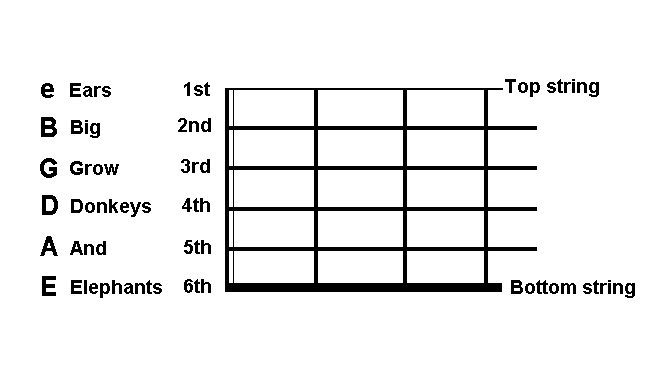 e Ears 1st Top string
B Big 2nd
G Grow 3rd
D Donkeys 4th
A And 5th
E Elephants 6th Bottom string